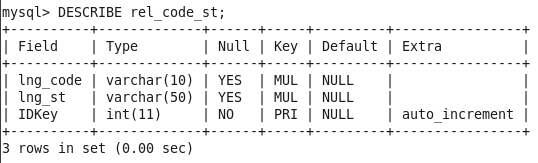 mysql> DESCRIBE rel_code_st;
+----------+-------------+------+-----+---------+----------------+
| Field    | Type        | Null | Key | Default | Extra          |
+----------+-------------+------+-----+---------+----------------+
| lng_code | varchar(10) | YES  | MUL | NULL    |                |
| lng_st   | varchar(50) | YES  | MUL | NULL    |                |
| IDKey    | int(11)     | NO   | PRI | NULL    | auto_increment |
+----------+-------------+------+-----+---------+----------------+
3 rows in set (0.00 sec)